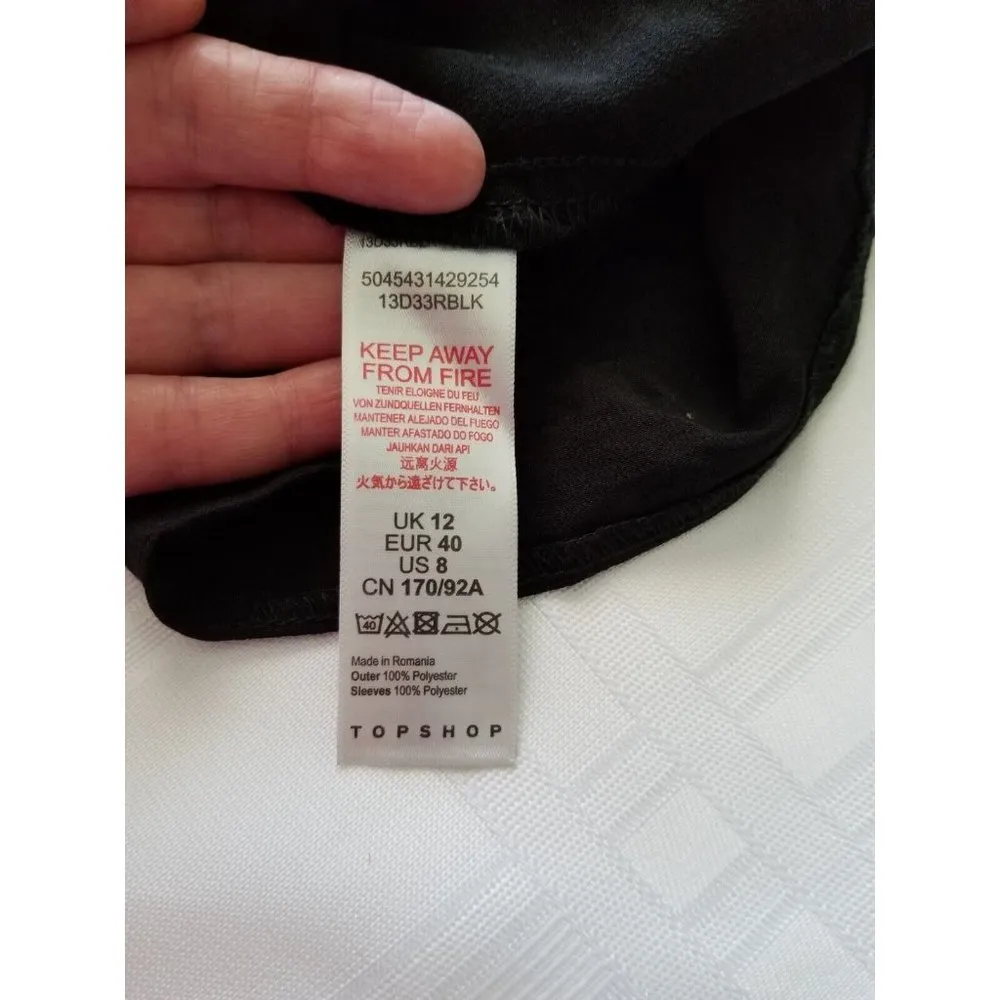 13D33RBLK
5045431429254
13D33RBLK
KEEP AWAY
FROM FIRE
TENIR ELOIGNE DU FEU
VON ZUNDQUELLEN FERNHALTEN
MANTENER ALEJADO DEL FUEGO
MANTER AFASTADO DO FOGO
JAUHKAN DARI API
远离火源
火気から遠ざけて下さい。
UK 12
EUR 40
US 8
CN 170/92A
40
Made in Romania
Outer 100% Polyester
Sleeves 100% Polyester
TOPSHOP